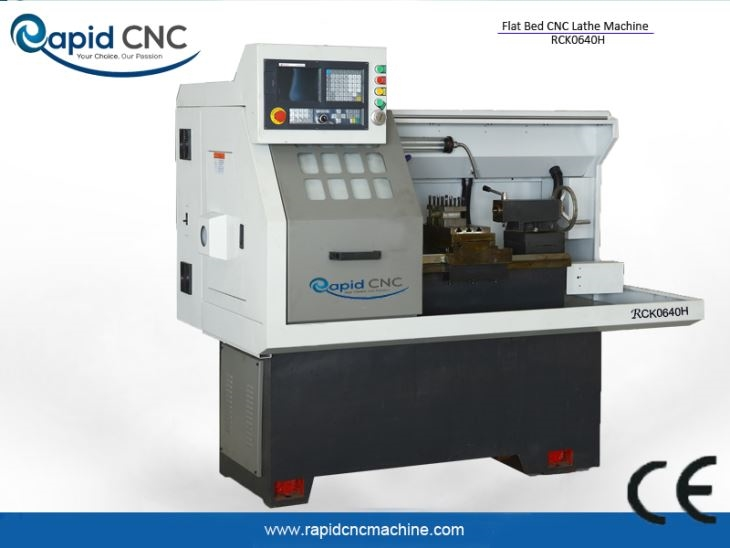 Rapid CNC
Your Choice, Our Passion
Flat Bed CNC Lathe Machine
RCK0640H
Rapid CNC
RCK0640H
CE
www.rapidcncmachine.com